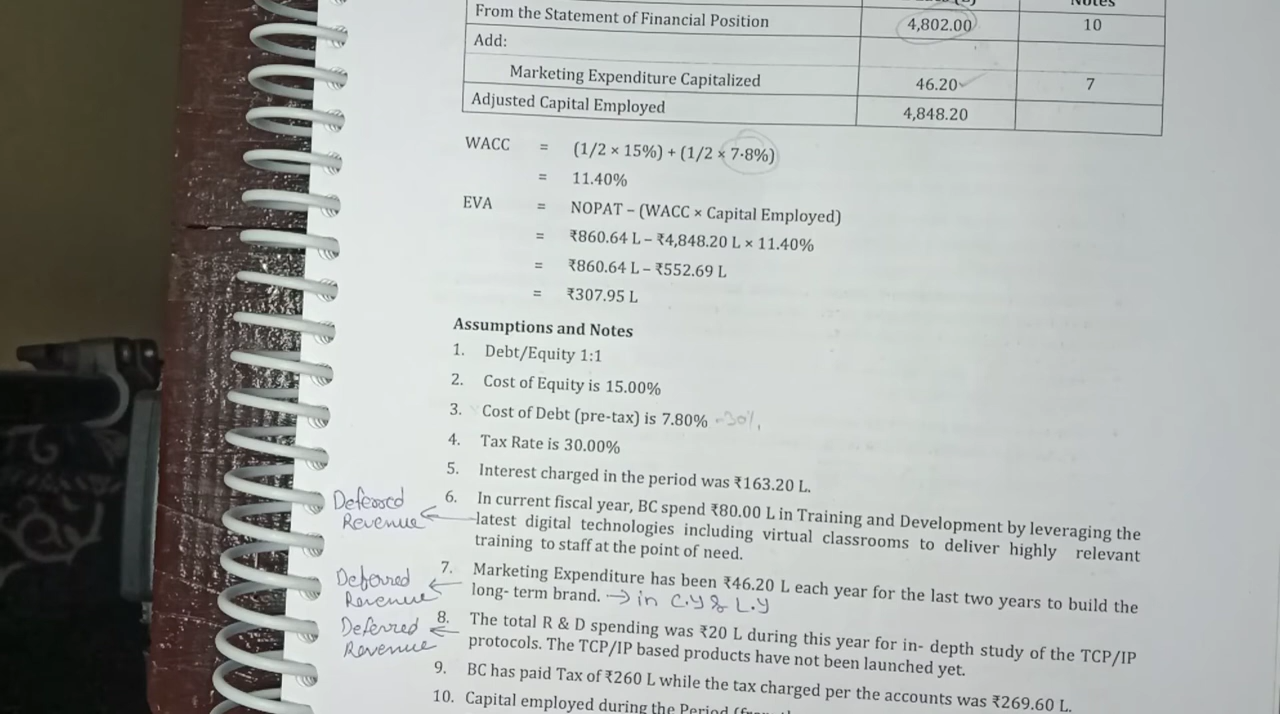 Notes
From the Statement of Financial Position 4,802.00 10
Add:
Marketing Expenditure Capitalized 46.20 7
Adjusted Capital Employed 4,848.20
WACC = (1/2 × 15%) + (1/2 × 7·8%)
= 11.40%
EVA = NOPAT – (WACC × Capital Employed)
= ₹860.64 L – ₹4,848.20 L × 11.40%
= ₹860.64 L – ₹552.69 L
= ₹307.95 L
Assumptions and Notes
1. Debt/Equity 1:1
2. Cost of Equity is 15.00%
3. Cost of Debt (pre-tax) is 7.80% -30%
4. Tax Rate is 30.00%
5. Interest charged in the period was ₹163.20 L.
Deferred
Revenue
6. In current fiscal year, BC spend ₹80.00 L in Training and Development by leveraging the
latest digital technologies including virtual classrooms to deliver highly relevant
training to staff at the point of need.
Deferred
Revenue
7. Marketing Expenditure has been ₹46.20 L each year for the last two years to build the
long- term brand. → in C.Y & L.Y
Deferred
Revenue
8. The total R & D spending was ₹20 L during this year for in- depth study of the TCP/IP
protocols. The TCP/IP based products have not been launched yet.
9. BC has paid Tax of ₹260 L while the tax charged per the accounts was ₹269.60 L.
10. Capital employed during the Period